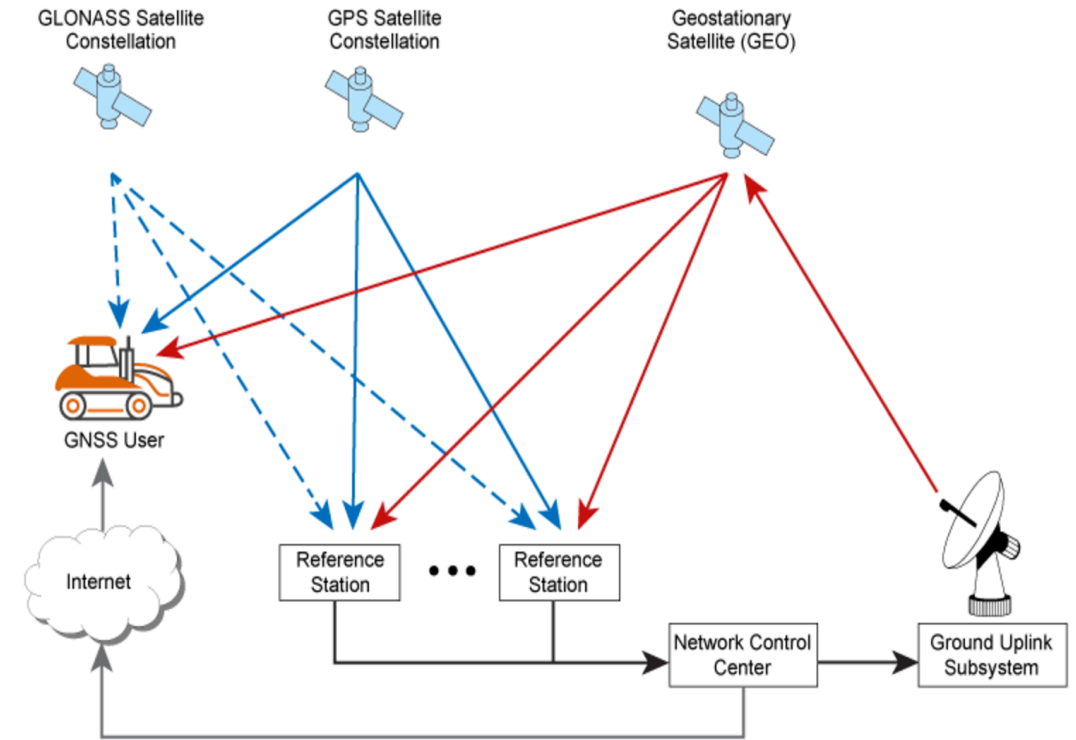 GLONASS Satellite
Constellation
GPS Satellite
Constellation
Geostationary
Satellite (GEO)
GNSS User
Internet
Reference
Station
Reference
Station
Network Control
Center
Ground Uplink
Subsystem